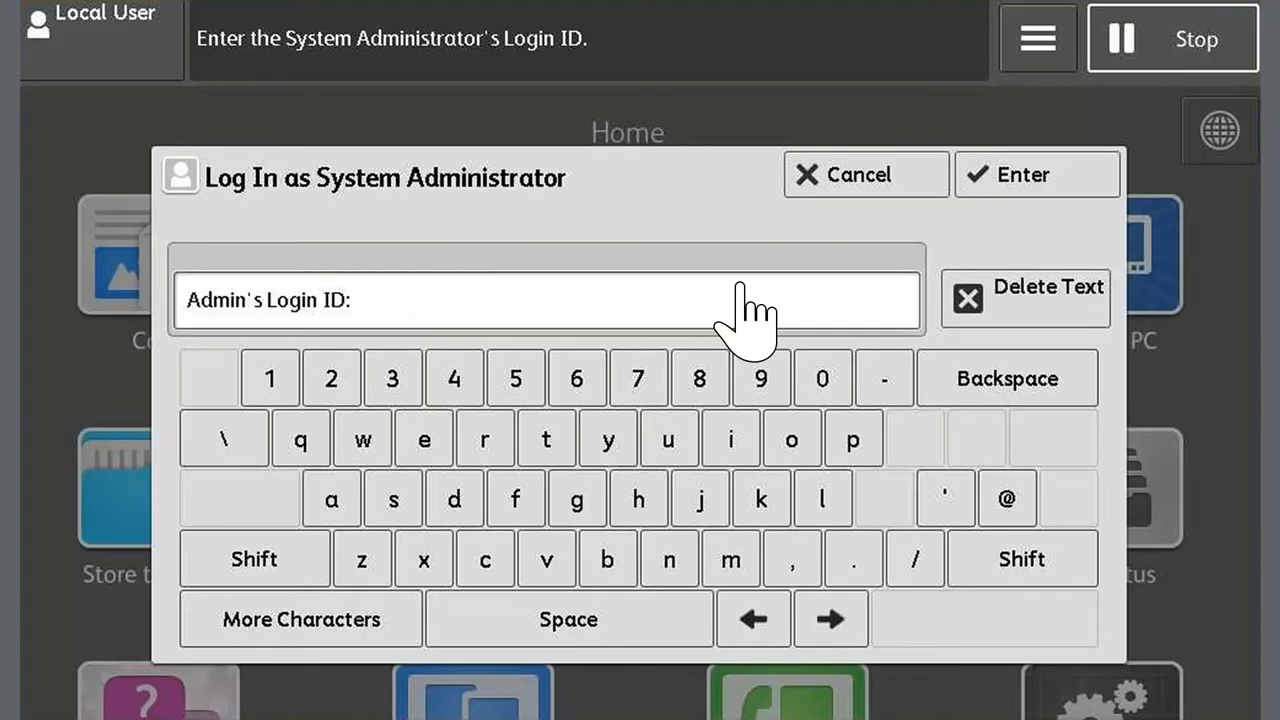 Local User
Enter the System Administrator's Login ID.
Stop
Home
Log In as System Administrator
Cancel
Enter
Admin's Login ID:
Delete Text
PC
1 2 3 4 5 6 7 8 9 0 - Backspace
\ q w e r t y u i o p
a s d f g h j k l ' @
Shift z x c v b n m , . / Shift
Store
More Characters Space
?